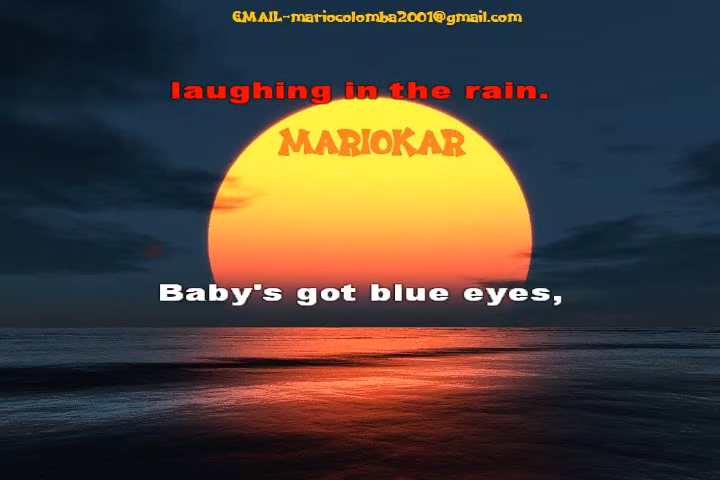 EMAIL-mariocolomba2001@gmail.com
laughing in the rain.
MARIOKAR
Baby's got blue eyes,